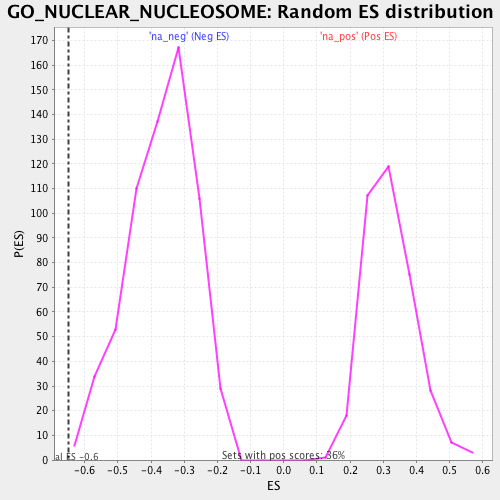 GO_NUCLEAR_NUCLEOSOME: Random ES distribution
'na_neg' (Neg ES)
'na_pos' (Pos ES)
170
160
150
140
130
120
110
100
90
80
70
60
50
40
30
20
10
0
P(ES)
al ES -0.6
Sets with pos scores: 36%
-0.6 -0.5 -0.4 -0.3 -0.2 -0.1 0.0 0.1 0.2 0.3 0.4 0.5 0.6
ES